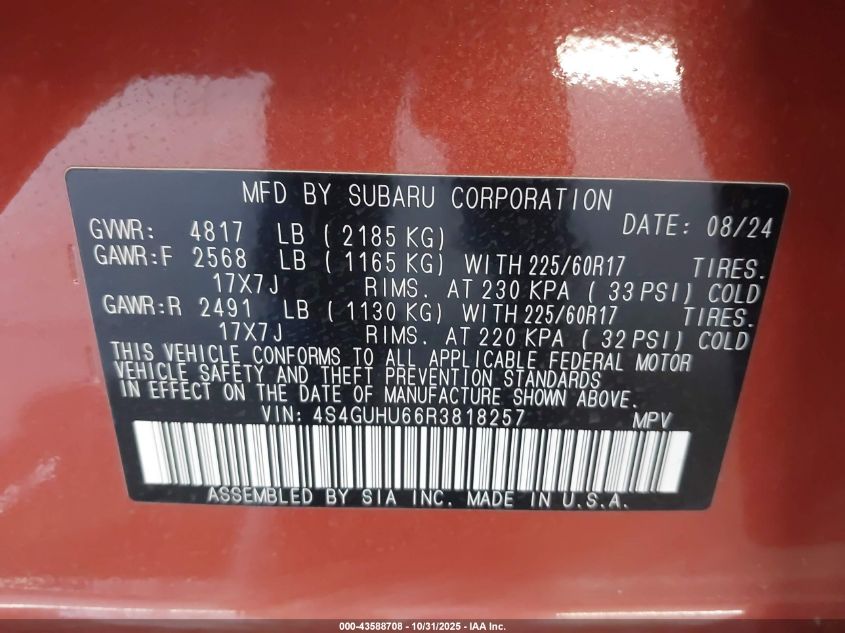 MFD BY SUBARU CORPORATION
GVWR: 4817 LB ( 2185 KG) DATE: 08/24
GAWR:F 2568 LB ( 1165 KG) WITH 225/60R17 TIRES.
17X7J RIMS. AT 230 KPA ( 33 PSI) COLD
GAWR:R 2491 LB ( 1130 KG) WITH 225/60R17 TIRES.
17X7J RIMS. AT 220 KPA ( 32 PSI) COLD
THIS VEHICLE CONFORMS TO ALL APPLICABLE FEDERAL MOTOR
VEHICLE SAFETY AND THEFT PREVENTION STANDARDS
IN EFFECT ON THE DATE OF MANUFACTURE SHOWN ABOVE.
VIN: 4S4GUHU66R3818257 MPV
ASSEMBLED BY SIA INC. MADE IN U.S.A.
000-43588708 - 10/31/2025 - IAA Inc.